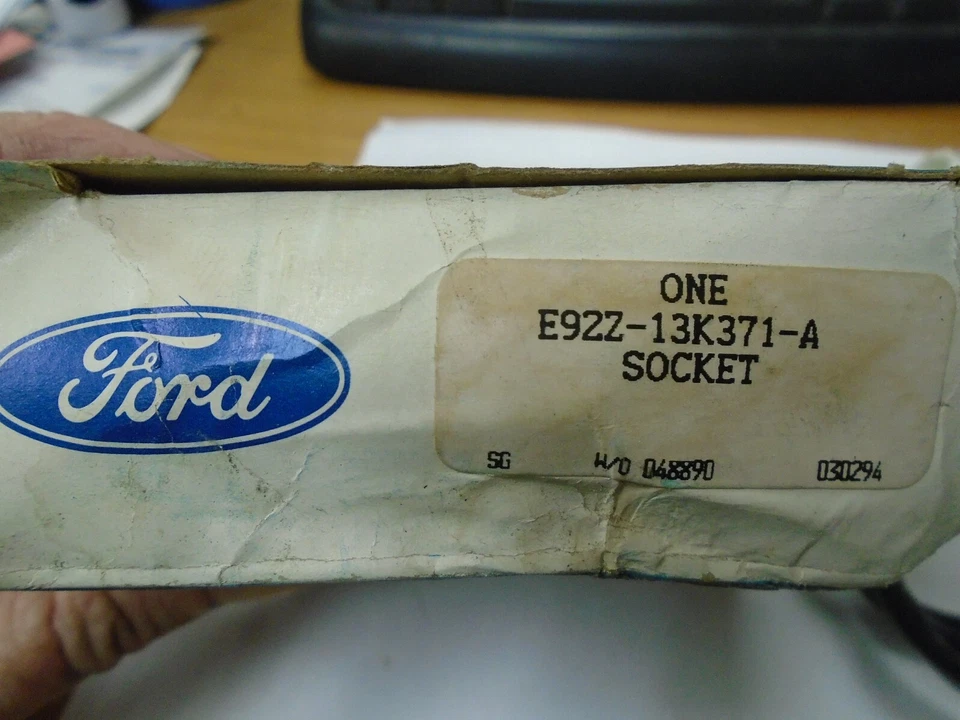 Ford
ONE
E92Z-13K371-A
SOCKET
SG W/O 048890 030294